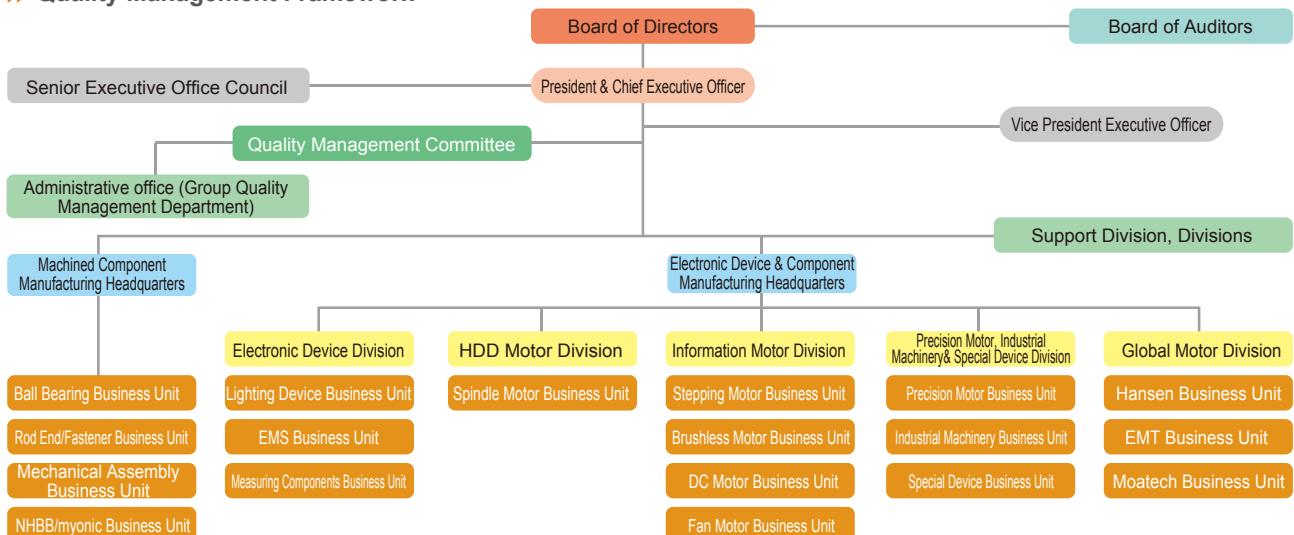 Quality Management Framework
Board of Directors
Board of Auditors
Senior Executive Office Council
President & Chief Executive Officer
Vice President Executive Officer
Quality Management Committee
Administrative office (Group Quality
Management Department)
Support Division, Divisions
Machined Component
Manufacturing Headquarters
Electronic Device & Component
Manufacturing Headquarters
Electronic Device Division
HDD Motor Division
Information Motor Division
Precision Motor, Industrial
Machinery& Special Device Division
Global Motor Division
Ball Bearing Business Unit
Lighting Device Business Unit
Spindle Motor Business Unit
Stepping Motor Business Unit
Precision Motor Business Unit
Hansen Business Unit
Rod End/Fastener Business Unit
EMS Business Unit
Brushless Motor Business Unit
Industrial Machinery Business Unit
EMT Business Unit
Mechanical Assembly
Business Unit
Measuring Components Business Unit
DC Motor Business Unit
Special Device Business Unit
Moatech Business Unit
NHBB/myonic Business Unit
Fan Motor Business Unit